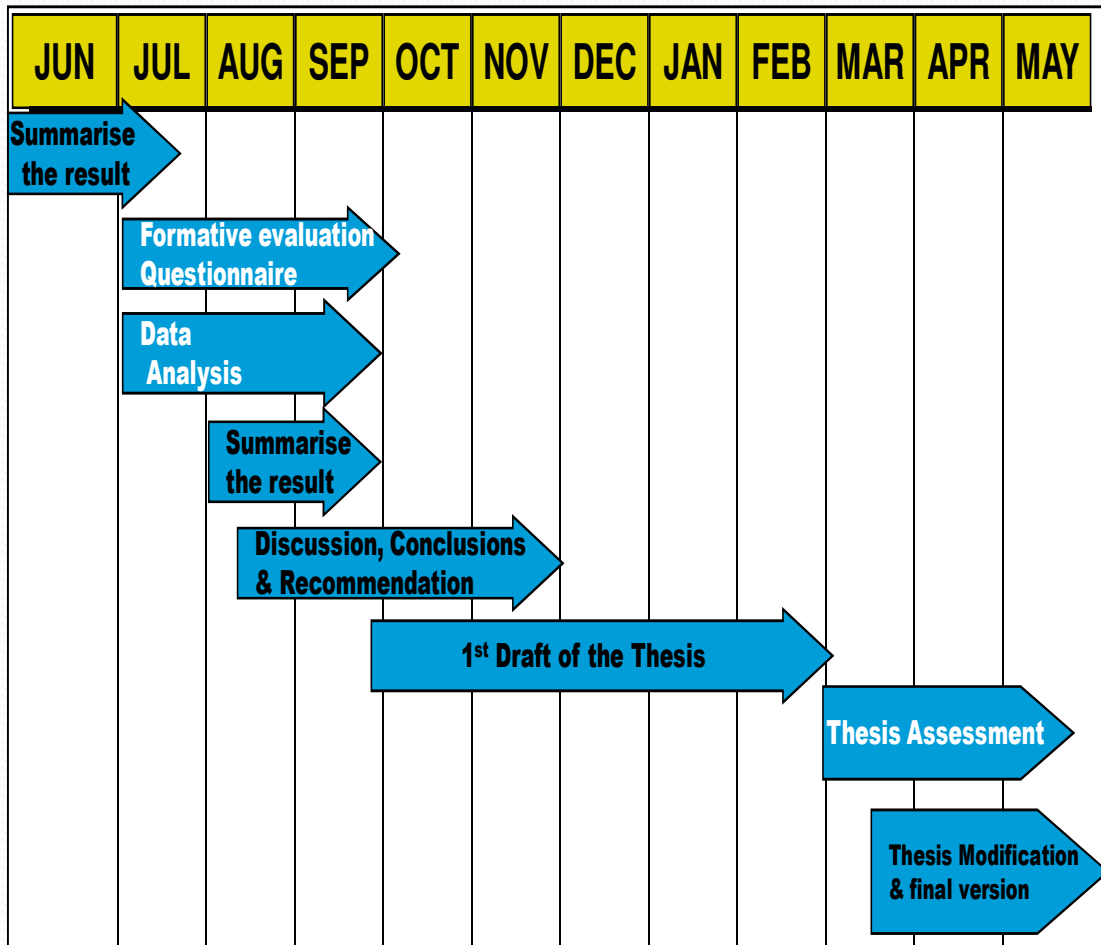 JUN JUL AUG SEP OCT NOV DEC JAN FEB MAR APR MAY
Summarise
the result
Formative evaluation
Questionnaire
Data
Analysis
Summarise
the result
Discussion, Conclusions
& Recommendation
1st Draft of the Thesis
Thesis Assessment
Thesis Modification
& final version